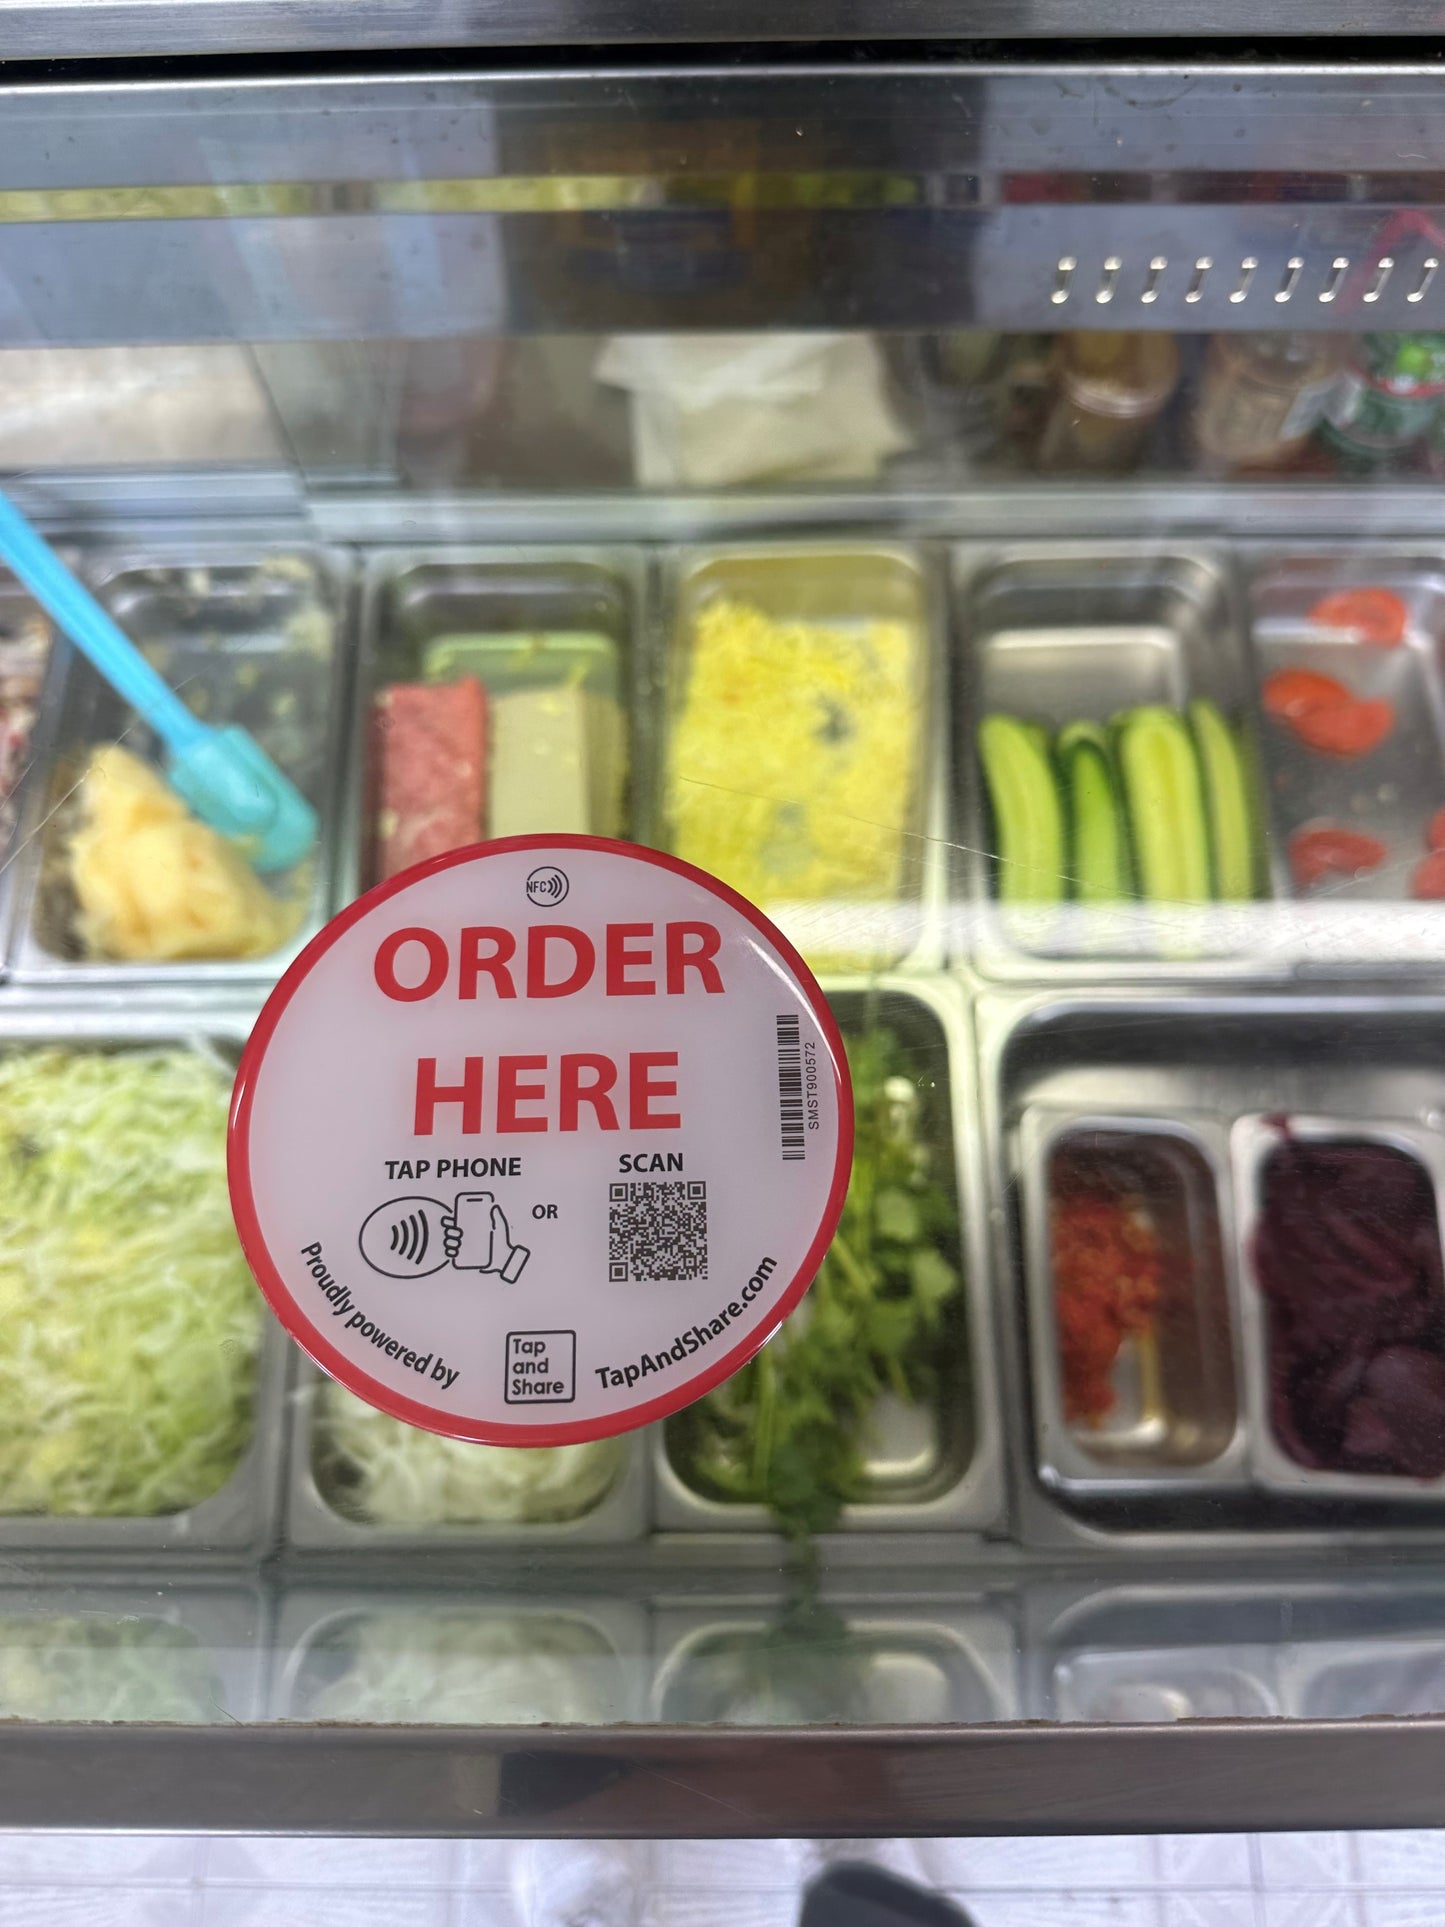 NFC
ORDER
HERE
TAP PHONE
OR
SCAN
SMST900572
Proudly powered by
Tap
and
Share
TapAndShare.com